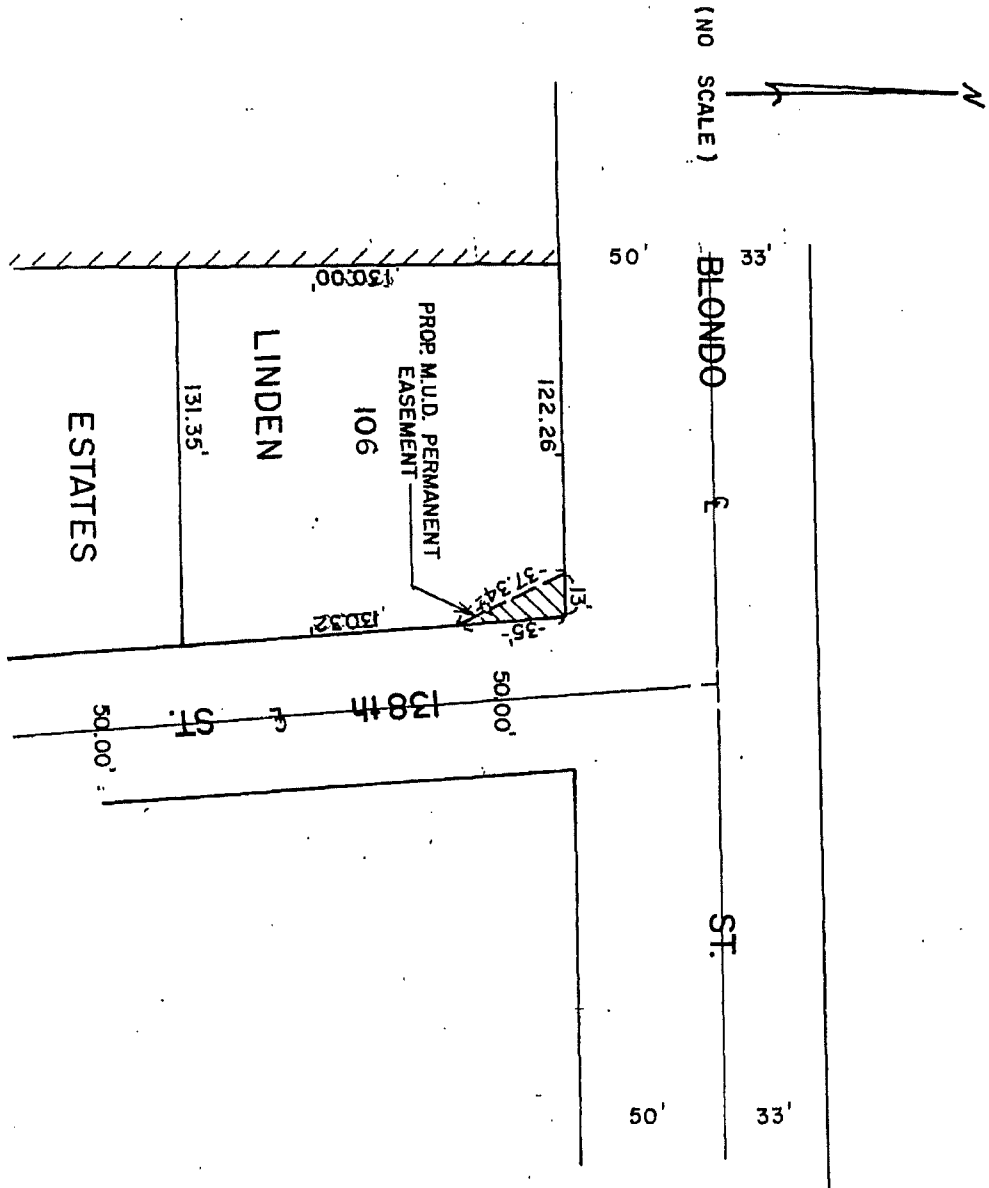 N
(NO SCALE)
50'
BLONDO
33'
℄
ST.
50'
33'
130.00'
122.26'
PROP. M.U.D. PERMANENT
EASEMENT
106
LINDEN
131.35'
ESTATES
37.34'±
13'
35'
130.32'
138th
℄
ST.
50.00'
50.00'